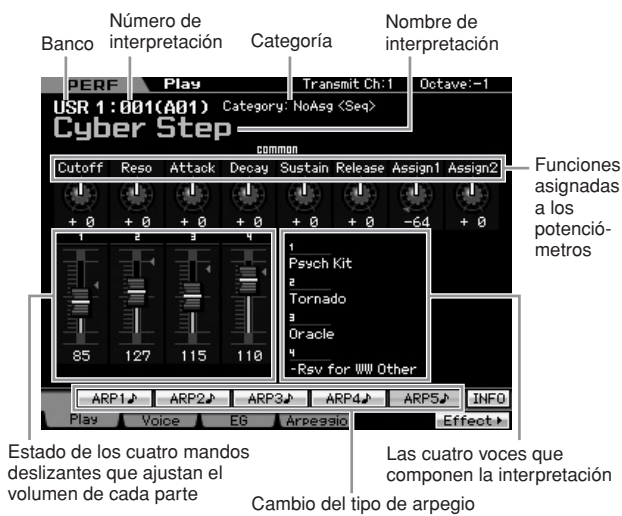 Banco
Número de
interpretación
Categoría
Nombre de
interpretación
PERF Play Transmit Ch:1 Octave:-1
USR 1:001(A01) Category: NoAsg <Seq>
Cyber Step
common
Cutoff Reso Attack Decay Sustain Release Assign1 Assign2
+ 0 + 0 + 0 + 0 + 0 + 0 -64 + 0
Funciones
asignadas
a los
potenció-
metros
1 2 3 4
85 127 115 110
1
Psych Kit
2
Tornado
3
Oracle
4
-Rsv for WW Other
ARP1♪ ARP2♪ ARP3♪ ARP4♪ ARP5♪ INFO
Play Voice EG Arpeggio Effect▶
Estado de los cuatro mandos
deslizantes que ajustan el
volumen de cada parte
Las cuatro voces que
componen la interpretación
Cambio del tipo de arpegio